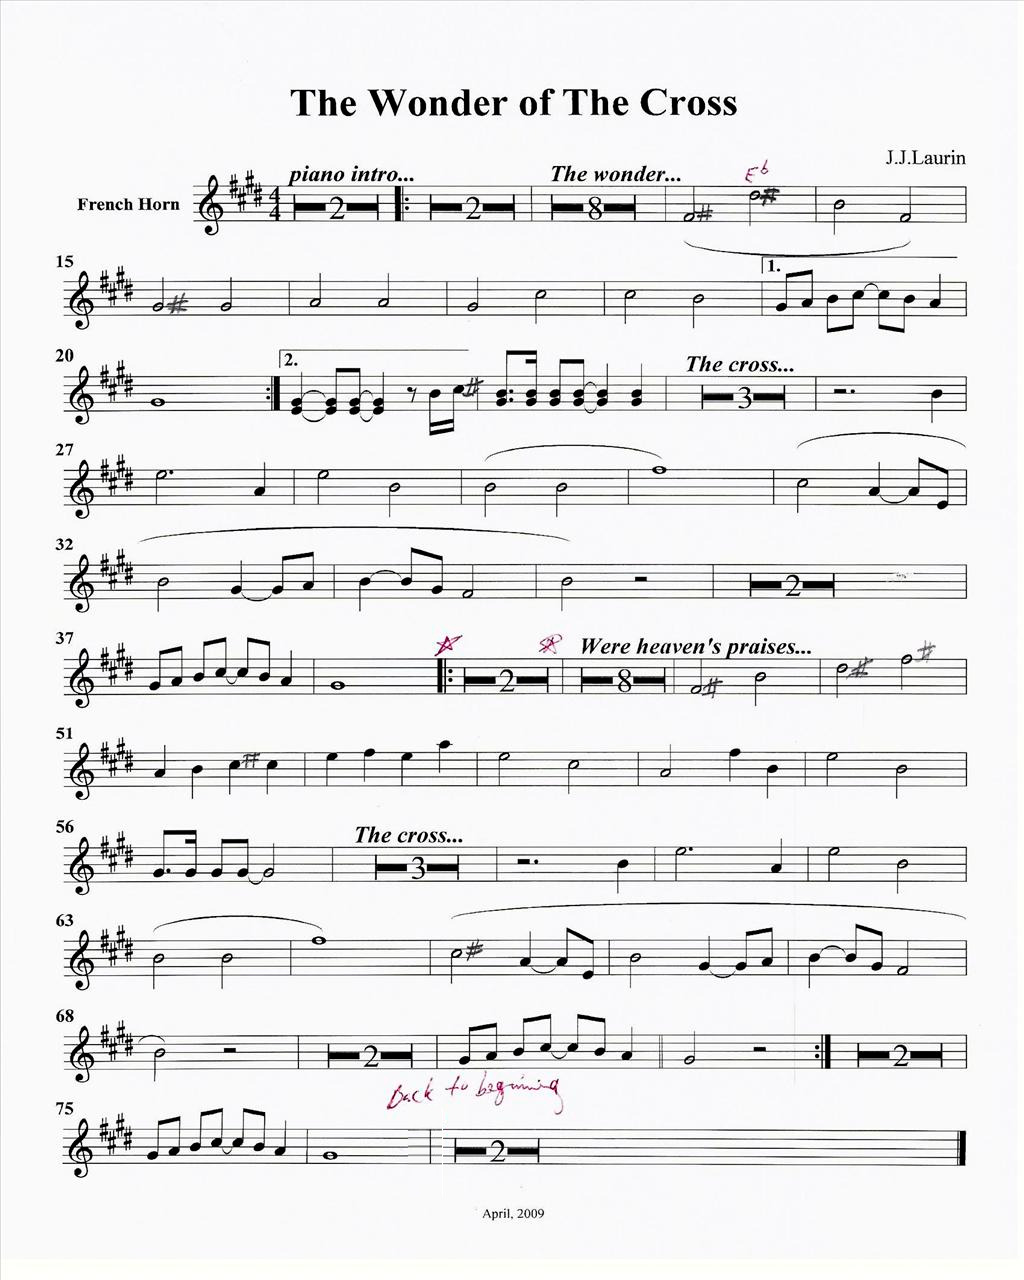 The Wonder of The Cross
J.J.Laurin
piano intro... The wonder... E♭
French Horn 4/4 2 2 8 # #
15 1.
#
20 2. The cross...
# 3
27
32
2
37 Were heaven's praises...
2 8 # # #
51
#
56 The cross...
3
63
#
68
2 2
Back to beginning
75
2
April, 2009